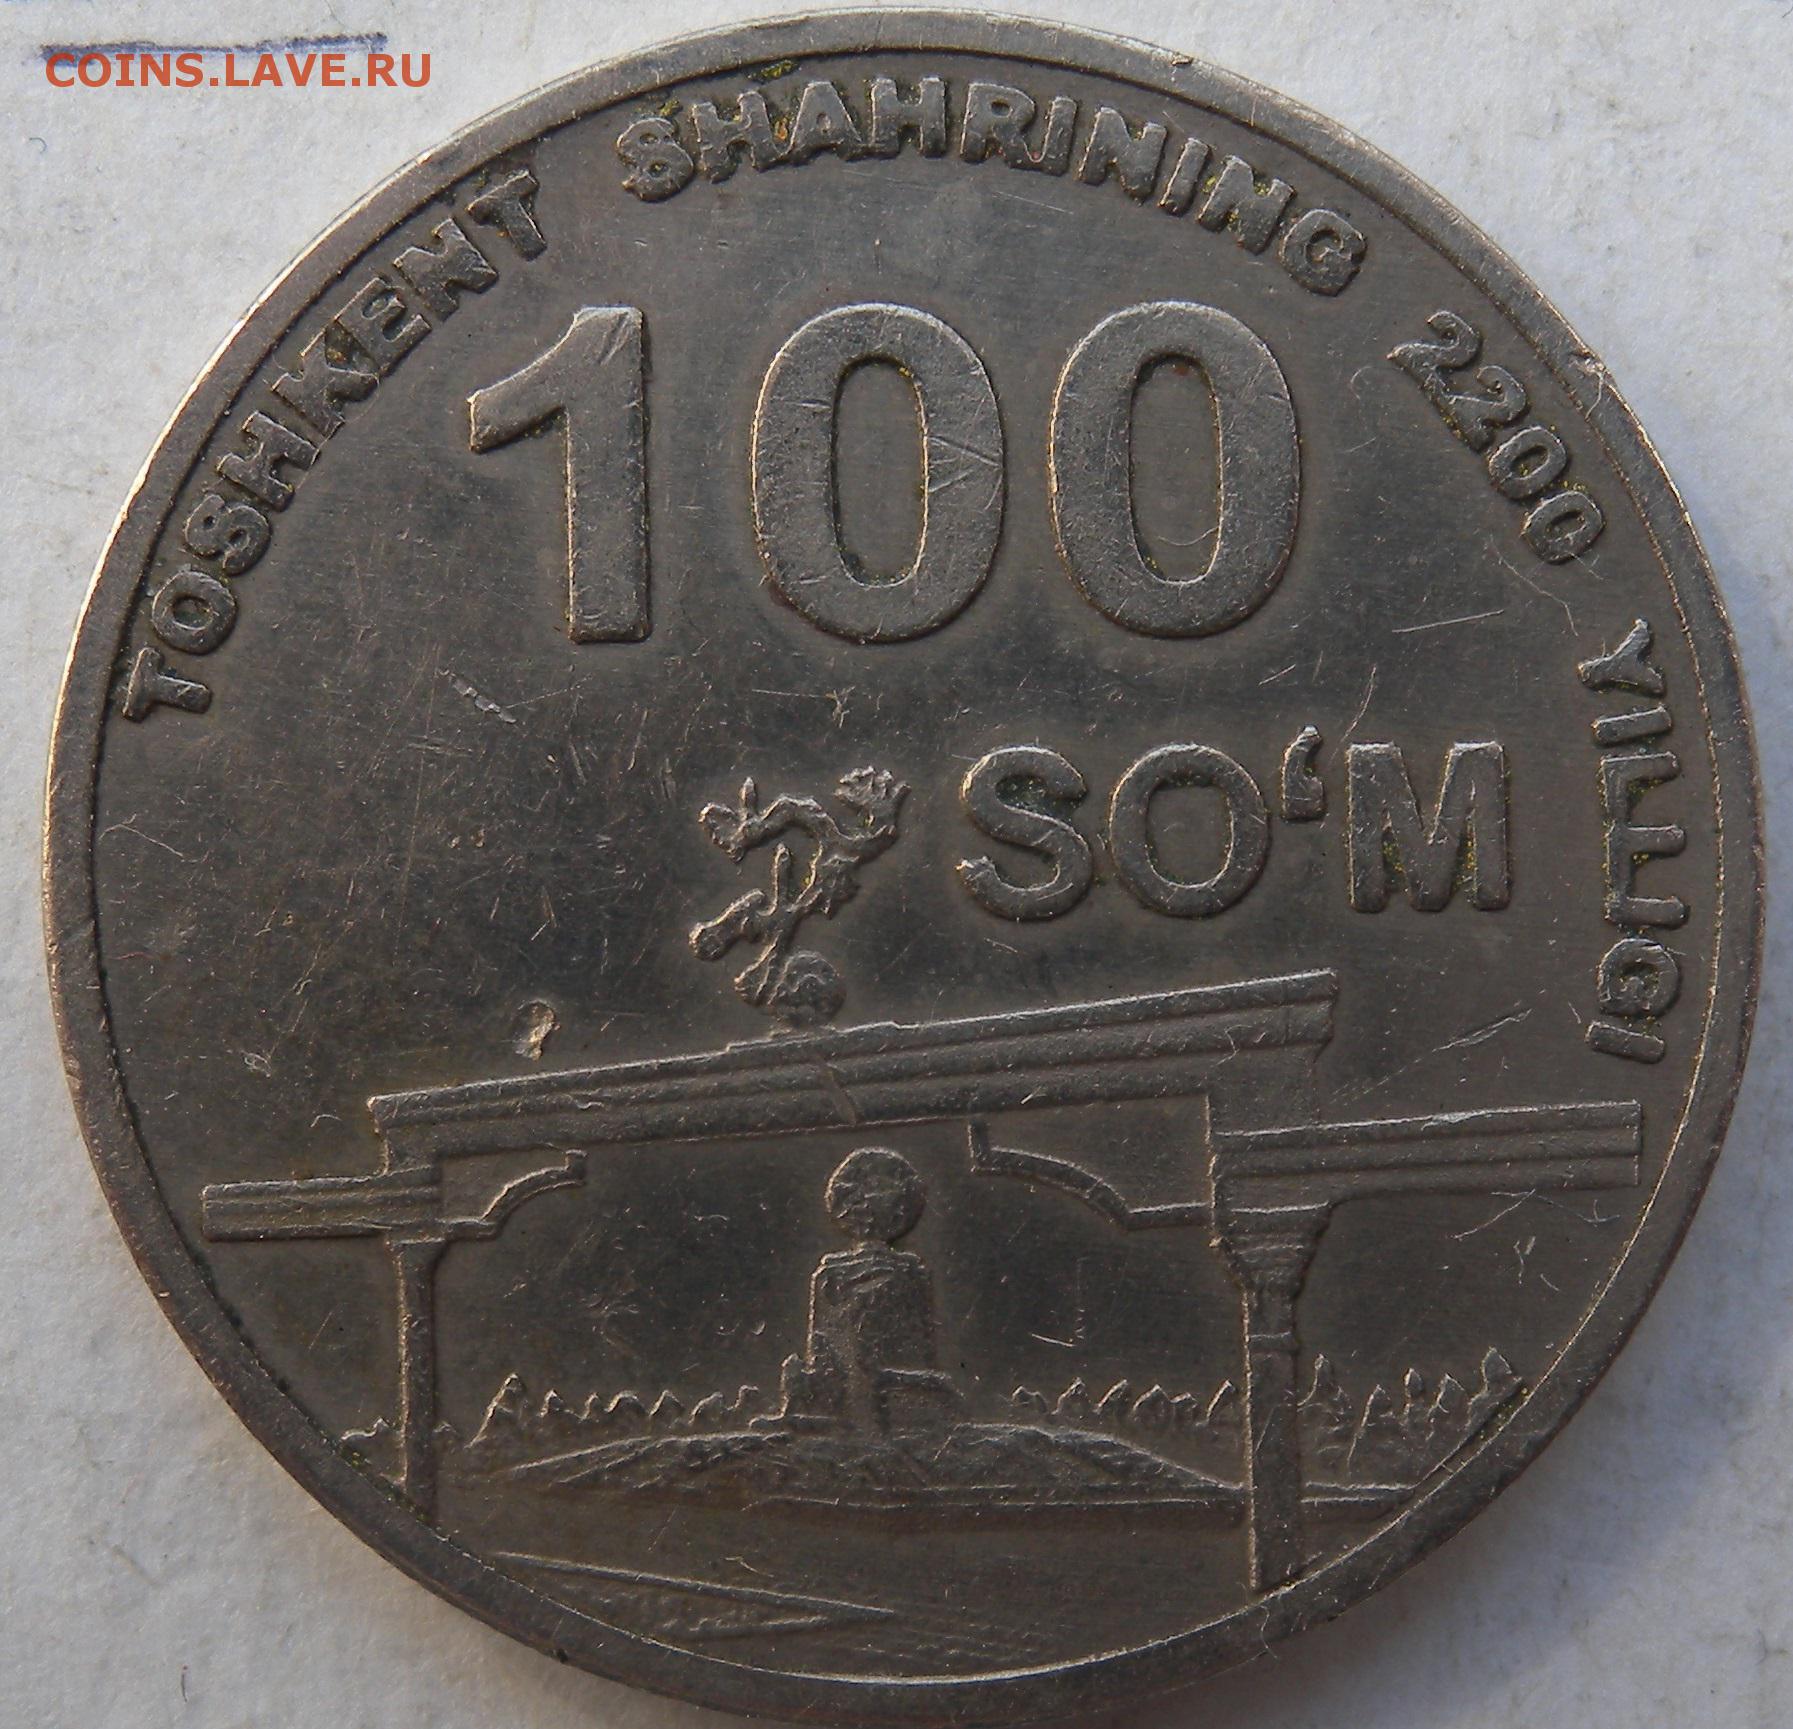 COINS.LAVE.RU
TOSHKENT SHAHRINING 2200 YILLIGI
100
SO‘M